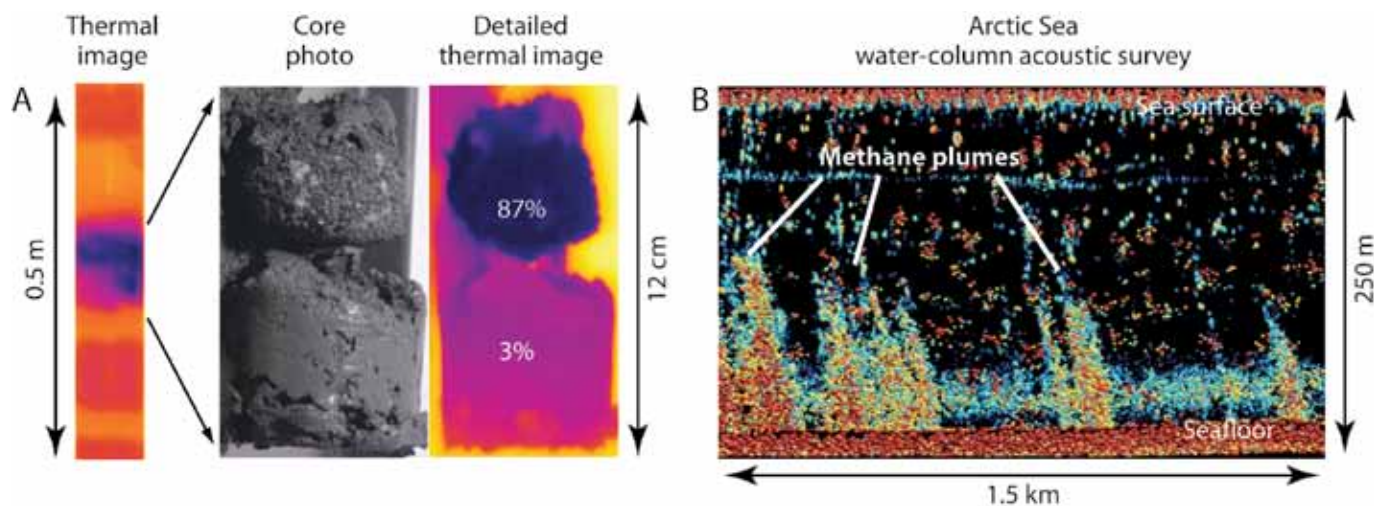 Thermal
image
Core
photo
Detailed
thermal image
A
0.5 m
87%
3%
12 cm
Arctic Sea
water-column acoustic survey
B
Sea surface
Methane plumes
Seafloor
250 m
1.5 km